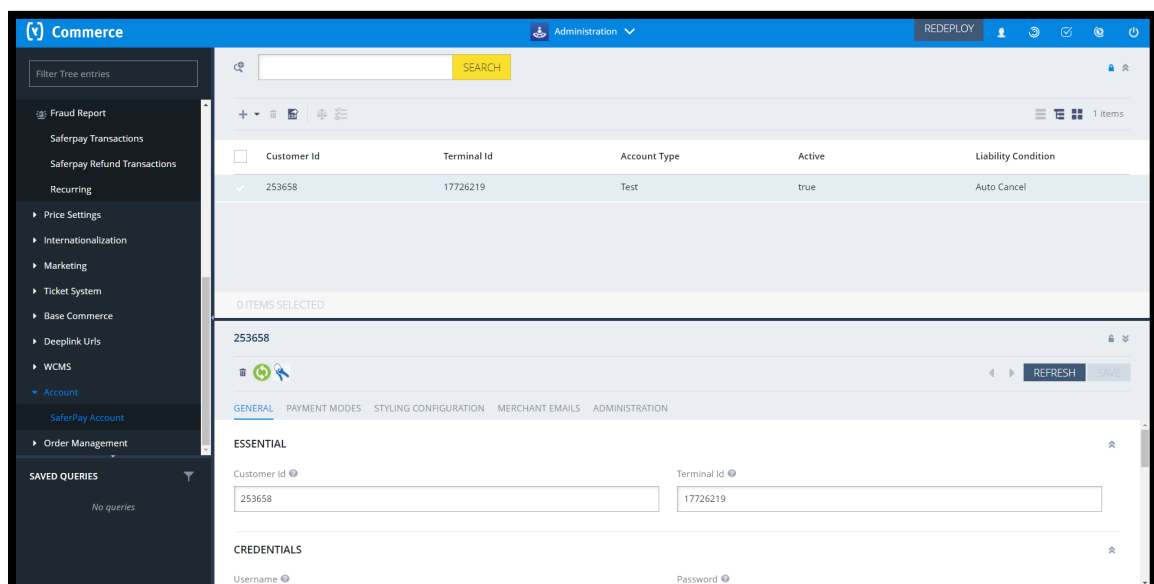 (y) Commerce
Administration
REDEPLOY
Filter Tree entries
Fraud Report
Saferpay Transactions
Saferpay Refund Transactions
Recurring
Price Settings
Internationalization
Marketing
Ticket System
Base Commerce
Deeplink Urls
WCMS
Account
SaferPay Account
Order Management
SAVED QUERIES
No queries
SEARCH
1 items
Customer Id Terminal Id Account Type Active Liability Condition
253658 17726219 Test true Auto Cancel
0 ITEMS SELECTED
253658
REFRESH SAVE
GENERAL PAYMENT MODES STYLING CONFIGURATION MERCHANT EMAILS ADMINISTRATION
ESSENTIAL
Customer Id Terminal Id
253658 17726219
CREDENTIALS
Username Password